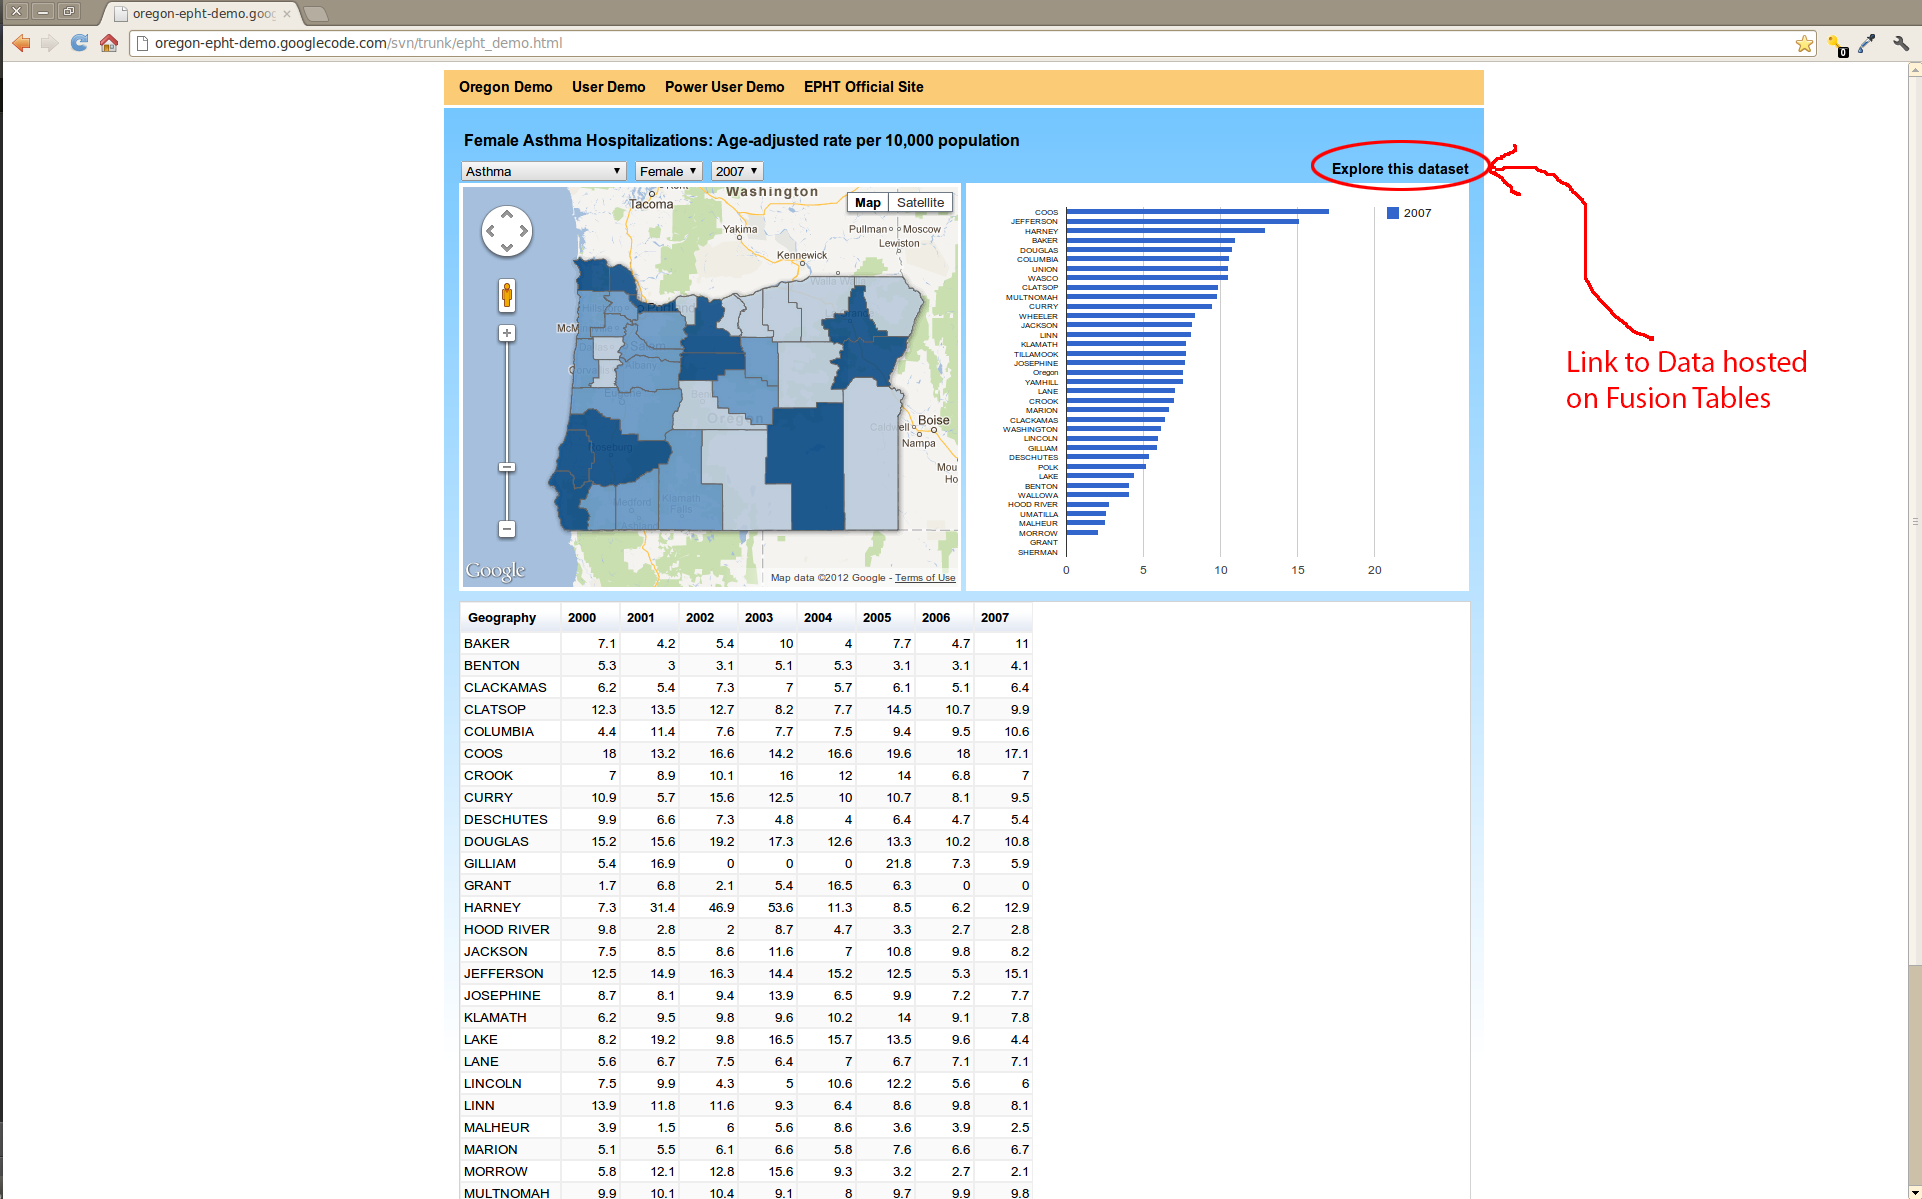 oregon-epht-demo.goog
oregon-epht-demo.googlecode.com/svn/trunk/epht_demo.html
0
Oregon Demo User Demo Power User Demo EPHT Official Site
Female Asthma Hospitalizations: Age-adjusted rate per 10,000 population
Explore this dataset
Asthma Female 2007
Link to Data hosted
on Fusion Tables
Washington
Map Satellite
Tacoma
Yakima
Pullman Moscow
Lewiston
Kennewick
Walla W
Hillsboro Portland
McM
Salem
Corvallis Albany
Eugene
Oregon
Roseburg
Medford
Ashland
Klamath
Falls
Boise
Caldwell
Nampa
Mou
Ho
Google
Map data ©2012 Google - Terms of Use
2007
COOS
JEFFERSON
HARNEY
BAKER
DOUGLAS
COLUMBIA
UNION
WASCO
CLATSOP
MULTNOMAH
CURRY
WHEELER
JACKSON
LINN
KLAMATH
TILLAMOOK
JOSEPHINE
Oregon
YAMHILL
LANE
CROOK
MARION
CLACKAMAS
WASHINGTON
LINCOLN
GILLIAM
DESCHUTES
POLK
LAKE
BENTON
WALLOWA
HOOD RIVER
UMATILLA
MALHEUR
MORROW
GRANT
SHERMAN
0 5 10 15 20
Geography 2000 2001 2002 2003 2004 2005 2006 2007
BAKER 7.1 4.2 5.4 10 4 7.7 4.7 11
BENTON 5.3 3 3.1 5.1 5.3 3.1 3.1 4.1
CLACKAMAS 6.2 5.4 7.3 7 5.7 6.1 5.1 6.4
CLATSOP 12.3 13.5 12.7 8.2 7.7 14.5 10.7 9.9
COLUMBIA 4.4 11.4 7.6 7.7 7.5 9.4 9.5 10.6
COOS 18 13.2 16.6 14.2 16.6 19.6 18 17.1
CROOK 7 8.9 10.1 16 12 14 6.8 7
CURRY 10.9 5.7 15.6 12.5 10 10.7 8.1 9.5
DESCHUTES 9.9 6.6 7.3 4.8 4 6.4 4.7 5.4
DOUGLAS 15.2 15.6 19.2 17.3 12.6 13.3 10.2 10.8
GILLIAM 5.4 16.9 0 0 0 21.8 7.3 5.9
GRANT 1.7 6.8 2.1 5.4 16.5 6.3 0 0
HARNEY 7.3 31.4 46.9 53.6 11.3 8.5 6.2 12.9
HOOD RIVER 9.8 2.8 2 8.7 4.7 3.3 2.7 2.8
JACKSON 7.5 8.5 8.6 11.6 7 10.8 9.8 8.2
JEFFERSON 12.5 14.9 16.3 14.4 15.2 12.5 5.3 15.1
JOSEPHINE 8.7 8.1 9.4 13.9 6.5 9.9 7.2 7.7
KLAMATH 6.2 9.5 9.8 9.6 10.2 14 9.1 7.8
LAKE 8.2 19.2 9.8 16.5 15.7 13.5 9.6 4.4
LANE 5.6 6.7 7.5 6.4 7 6.7 7.1 7.1
LINCOLN 7.5 9.9 4.3 5 10.6 12.2 5.6 6
LINN 13.9 11.8 11.6 9.3 6.4 8.6 9.8 8.1
MALHEUR 3.9 1.5 6 5.6 8.6 3.6 3.9 2.5
MARION 5.1 5.5 6.1 6.6 5.8 7.6 6.6 6.7
MORROW 5.8 12.1 12.8 15.6 9.3 3.2 2.7 2.1
MULTNOMAH 9.9 10.1 10.4 9.1 8 9.7 9.9 9.8